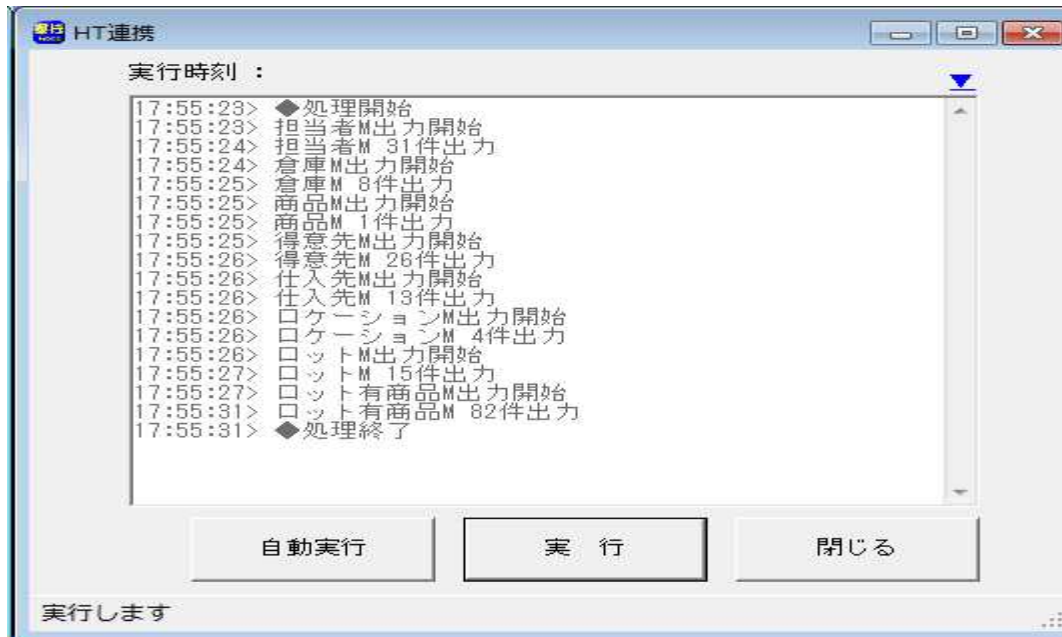 HT連携
実行時刻 :
17:55:23> ◆処理開始
17:55:23> 担当者M出力開始
17:55:24> 担当者M 31件出力
17:55:24> 倉庫M出力開始
17:55:25> 倉庫M 8件出力
17:55:25> 商品M出力開始
17:55:25> 商品M 1件出力
17:55:25> 得意先M出力開始
17:55:26> 得意先M 26件出力
17:55:26> 仕入先M出力開始
17:55:26> 仕入先M 13件出力
17:55:26> ロケーションM出力開始
17:55:26> ロケーションM 4件出力
17:55:26> ロットM出力開始
17:55:27> ロットM 15件出力
17:55:27> ロット有商品M出力開始
17:55:31> ロット有商品M 82件出力
17:55:31> ◆処理終了
自動実行
実 行
閉じる
実行します